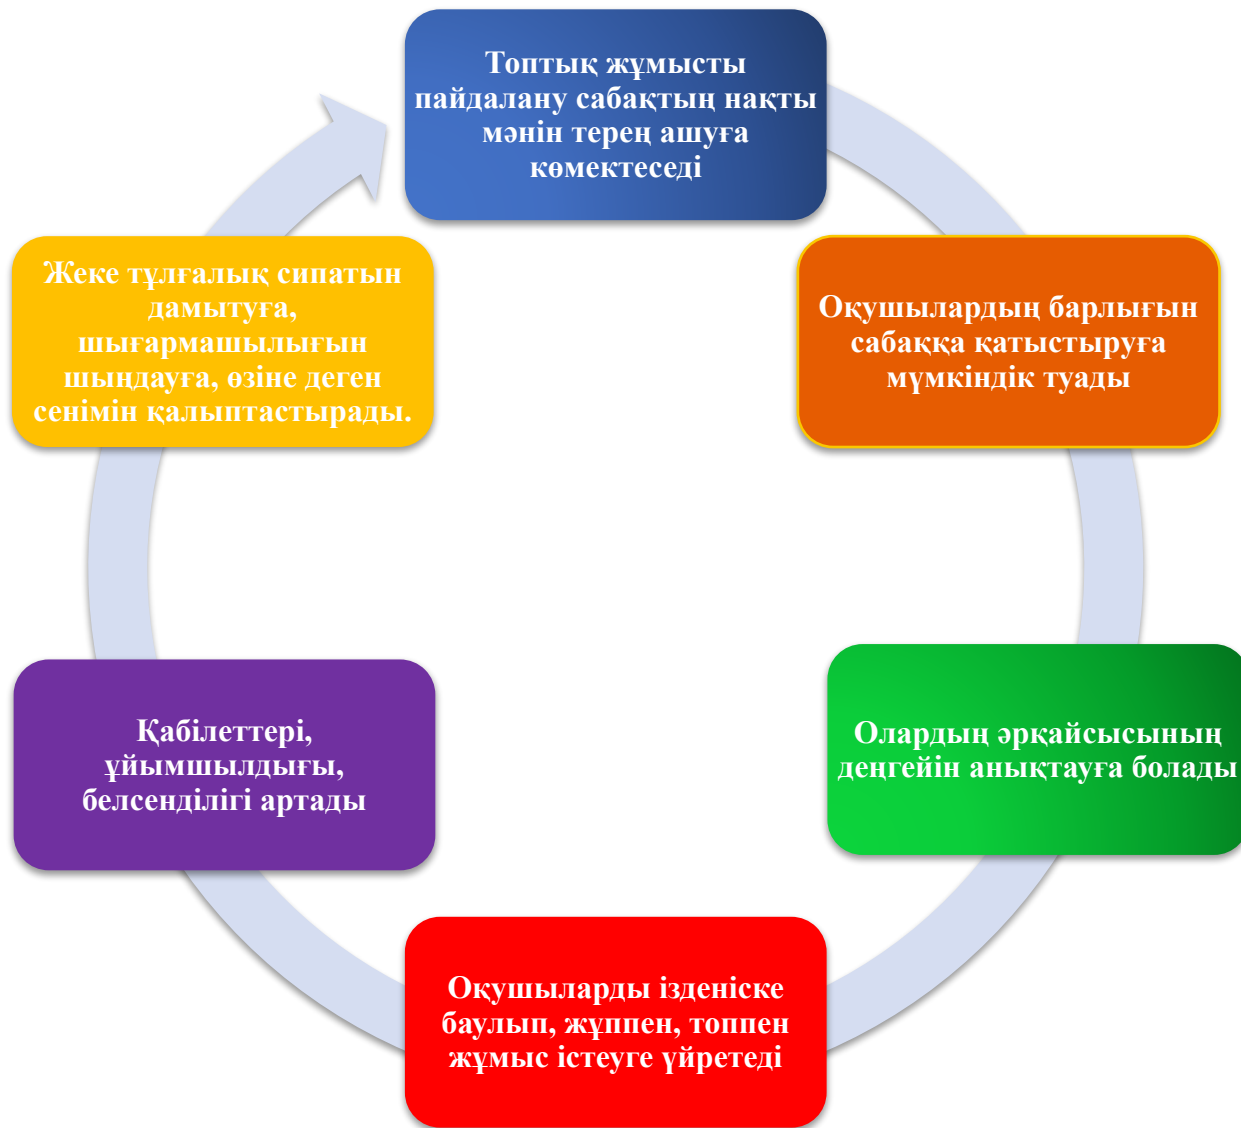 Топтық жұмысты
пайдалану сабақтың нақты
мәнін терең ашуға
көмектеседі
Оқушылардың барлығын
сабаққа қатыстыруға
мүмкіндік туады
Олардың әрқайсысының
деңгейін анықтауға болады
Оқушыларды ізденіске
баулып, жұппен, топпен
жұмыс істеуге үйретеді
Қабілеттері,
ұйымшылдығы,
белсенділігі артады
Жеке тұлғалық сипатын
дамытуға,
шығармашылығын
шыңдауға, өзіне деген
сенімін қалыптастырады.